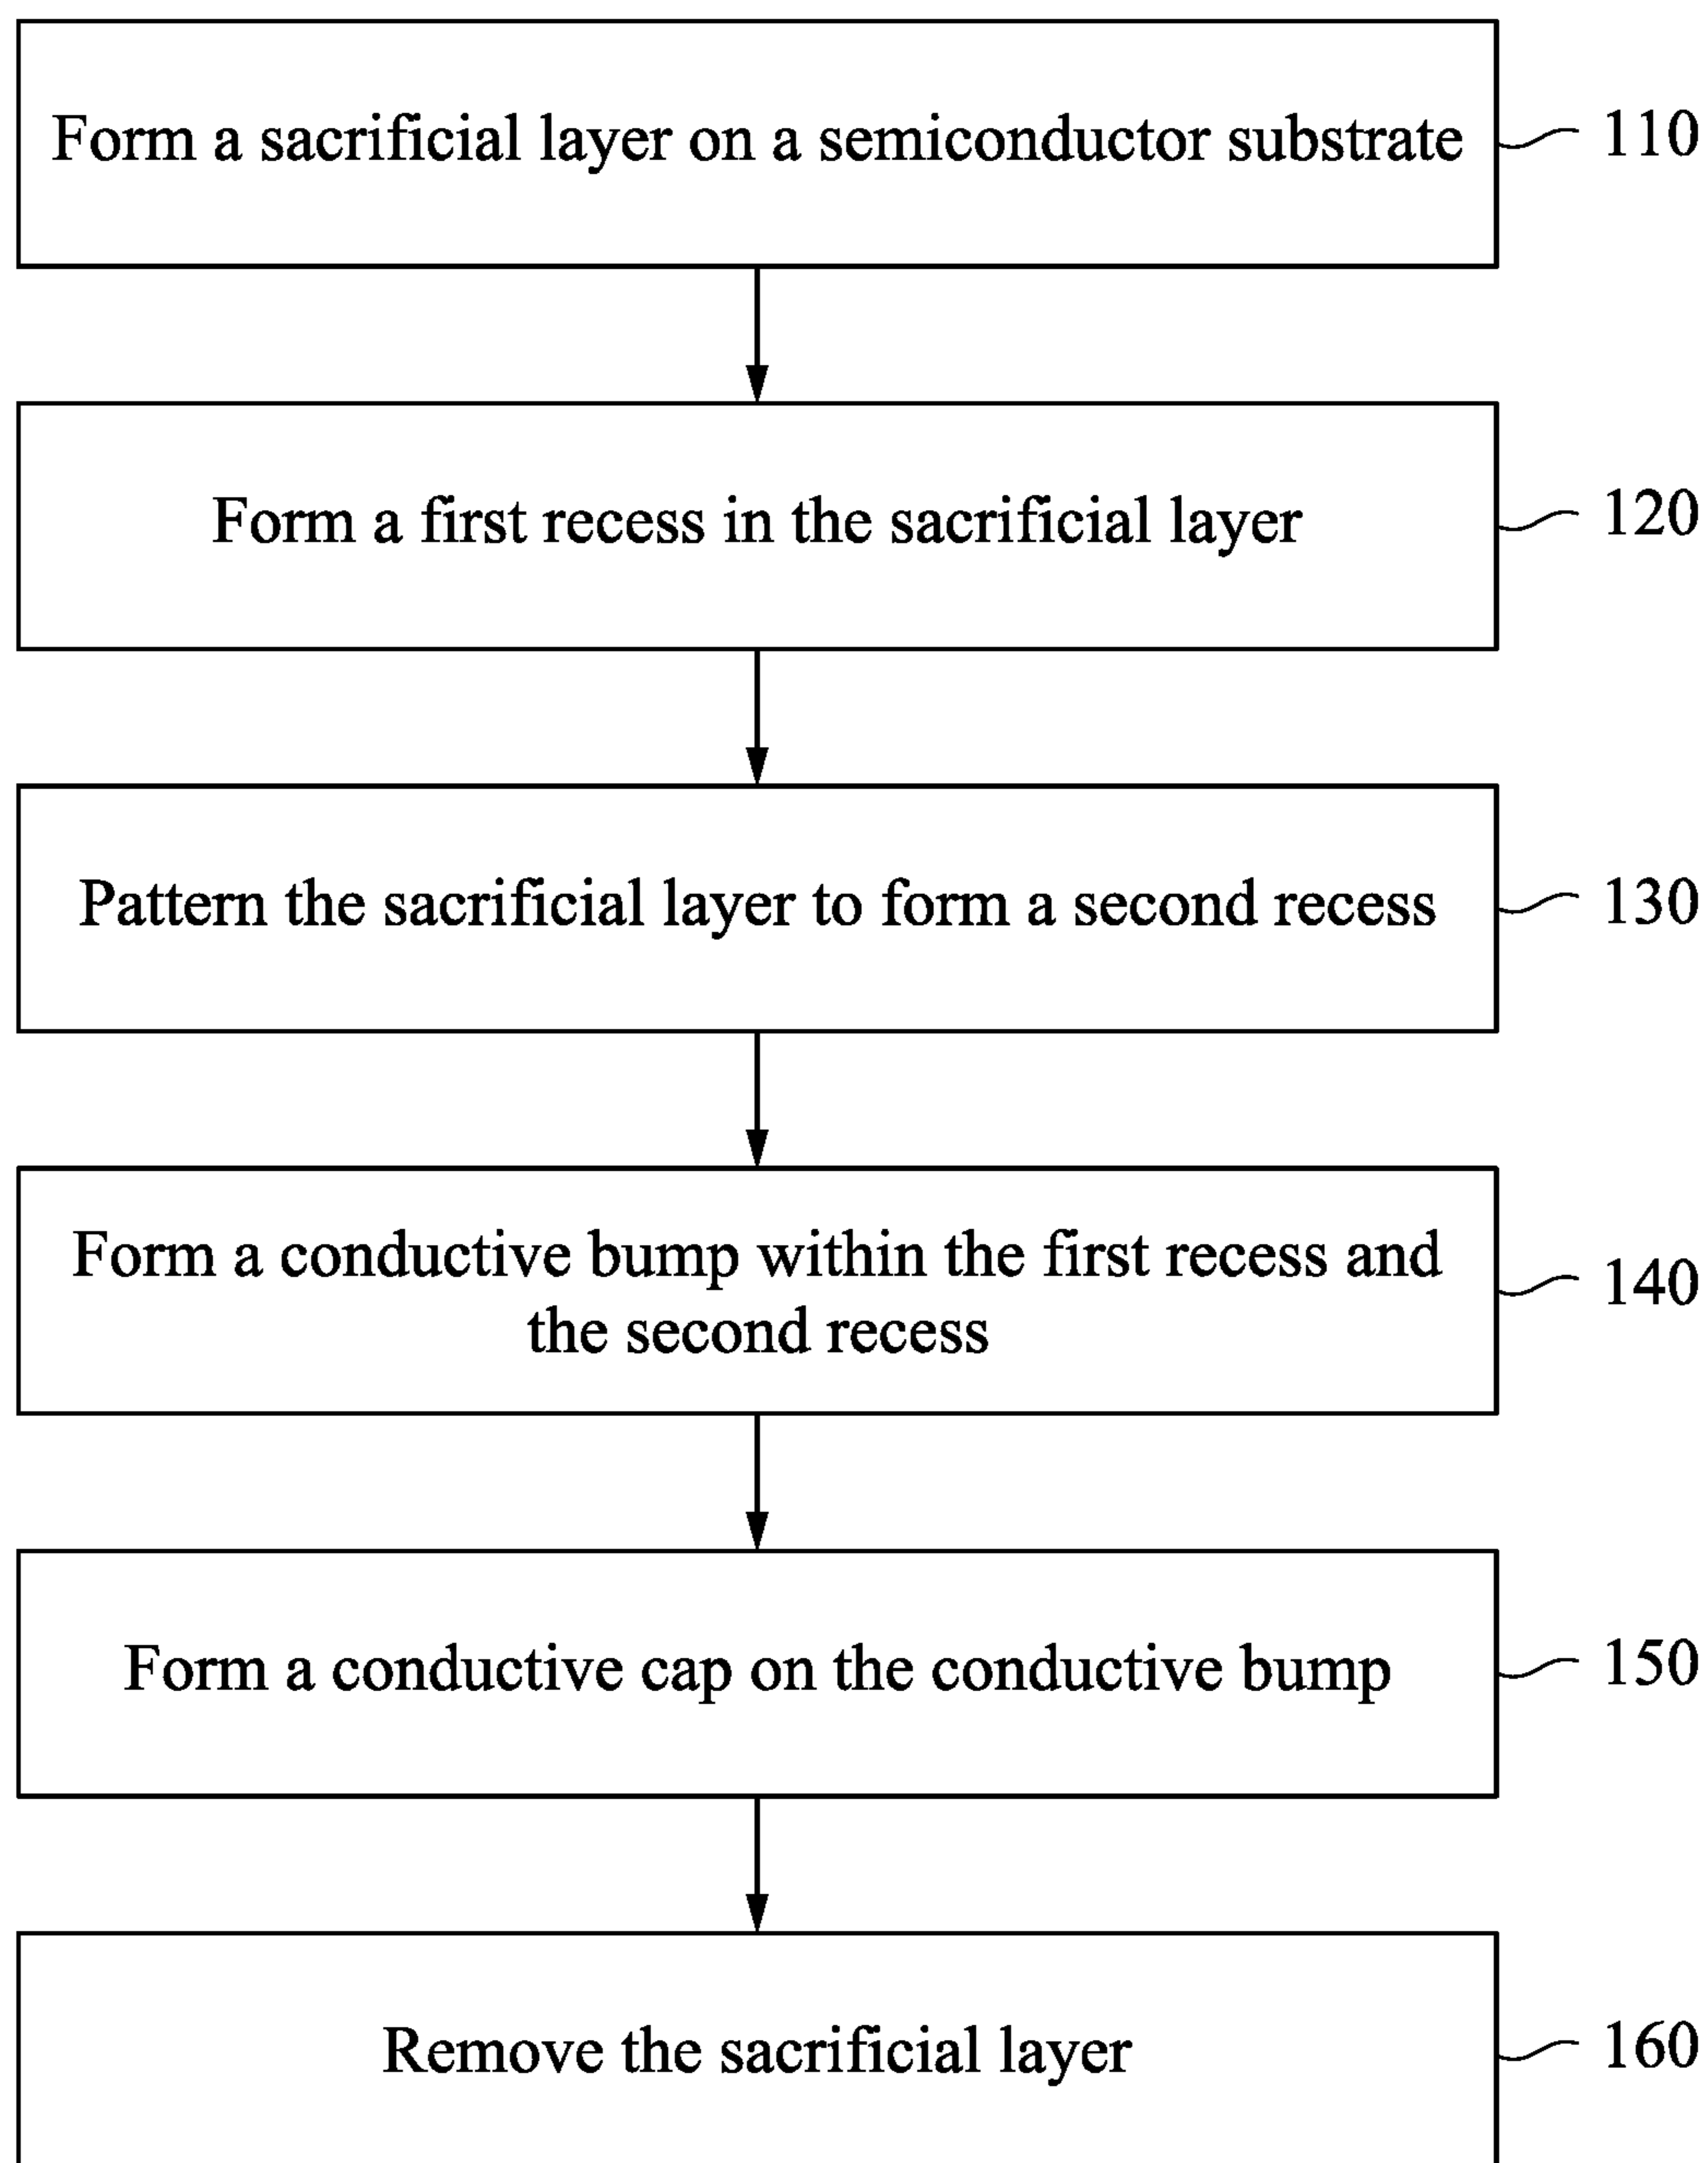 Form a sacrificial layer on a semiconductor substrate
110
Form a first recess in the sacrificial layer
120
Pattern the sacrificial layer to form a second recess
130
Form a conductive bump within the first recess and
the second recess
140
Form a conductive cap on the conductive bump
150
Remove the sacrificial layer
160